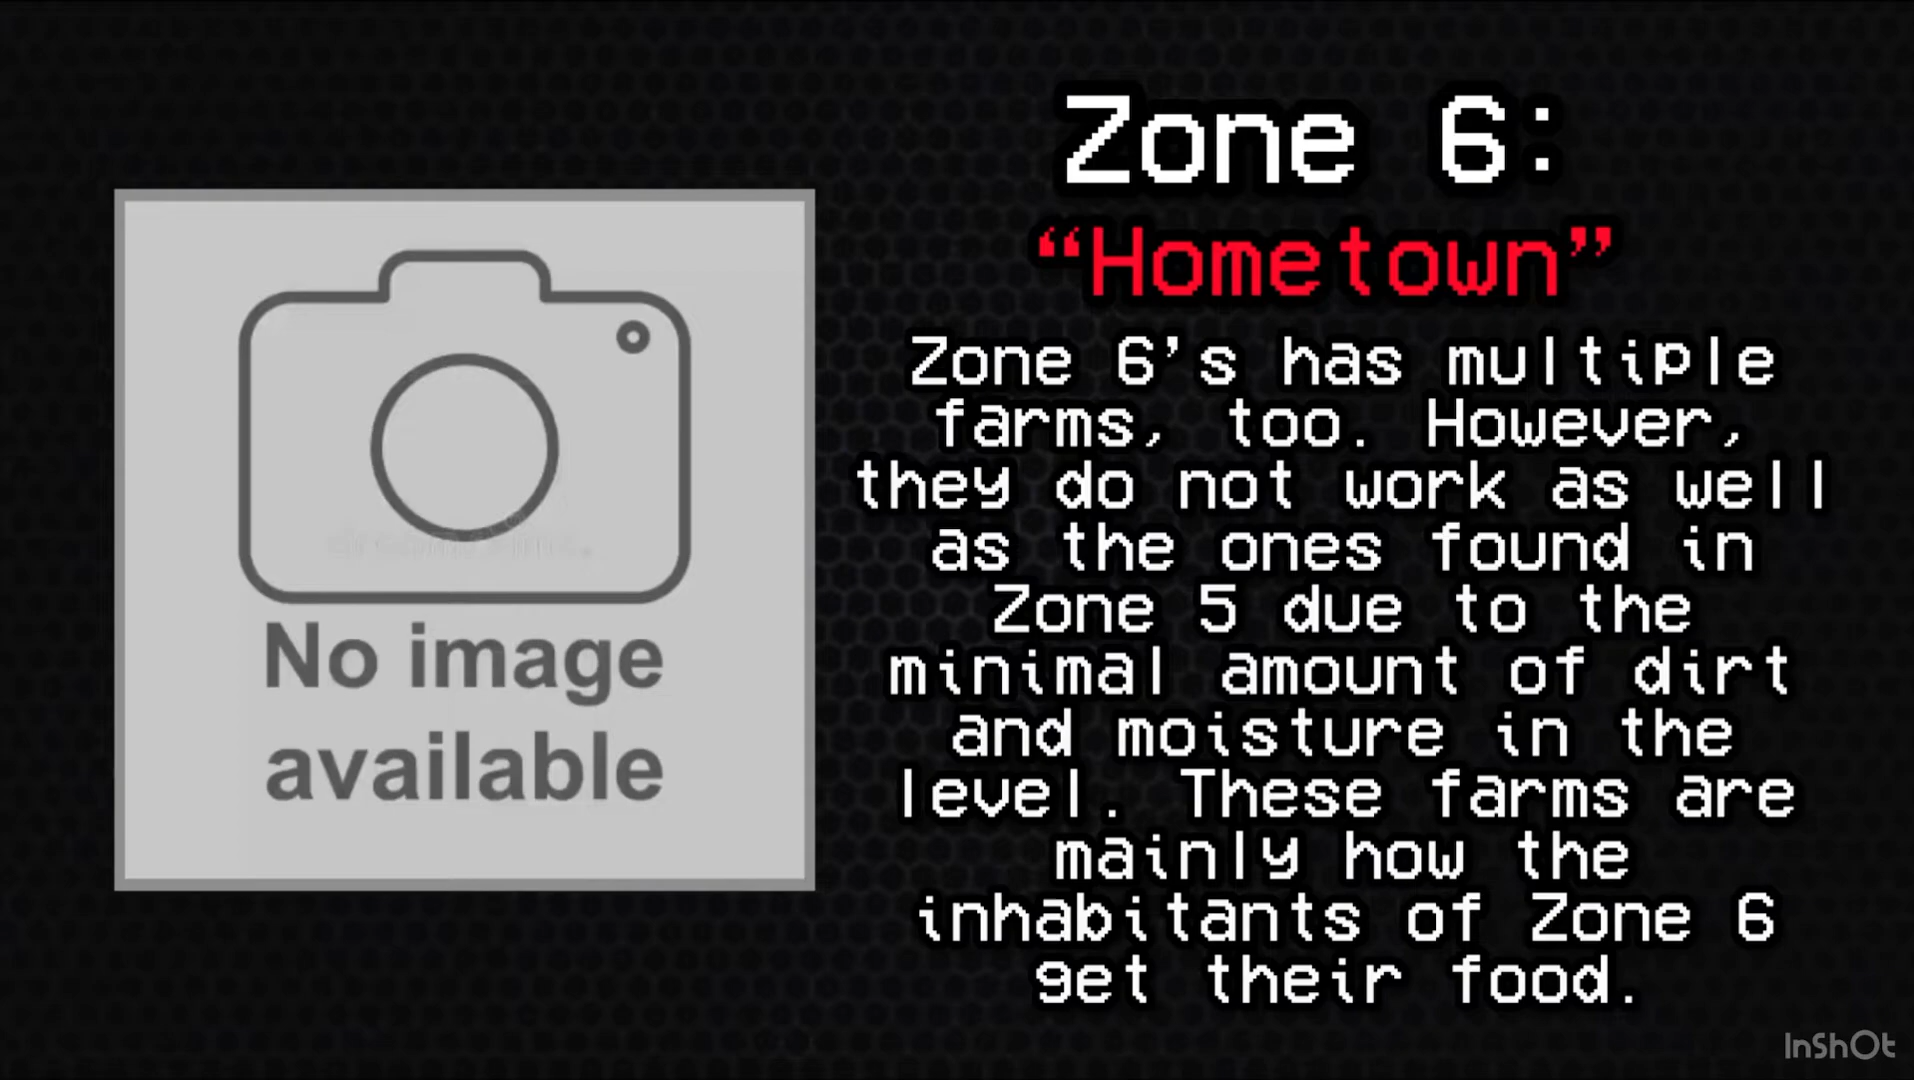 Zone 6:
“Hometown”
Zone 6’s has multiple
farms, too. However,
they do not work as well
as the ones found in
Zone 5 due to the
minimal amount of dirt
and moisture in the
level. These farms are
mainly how the
inhabitants of Zone 6
get their food.
No image
available
InShOt